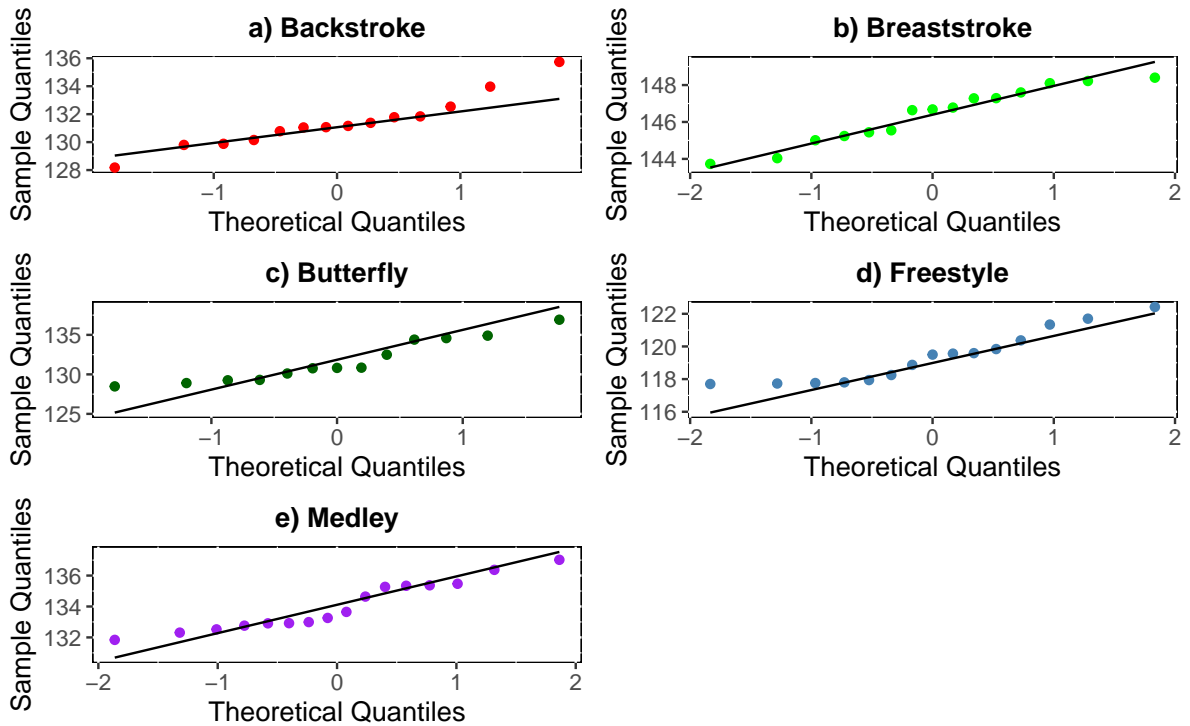 a) Backstroke
Sample Quantiles
136
134
132
130
128
−1
0
1
Theoretical Quantiles
b) Breaststroke
Sample Quantiles
148
146
144
−2
−1
0
1
2
Theoretical Quantiles
c) Butterfly
Sample Quantiles
135
130
125
−1
0
1
Theoretical Quantiles
d) Freestyle
Sample Quantiles
122
120
118
116
−2
−1
0
1
2
Theoretical Quantiles
e) Medley
Sample Quantiles
136
134
132
−2
−1
0
1
2
Theoretical Quantiles